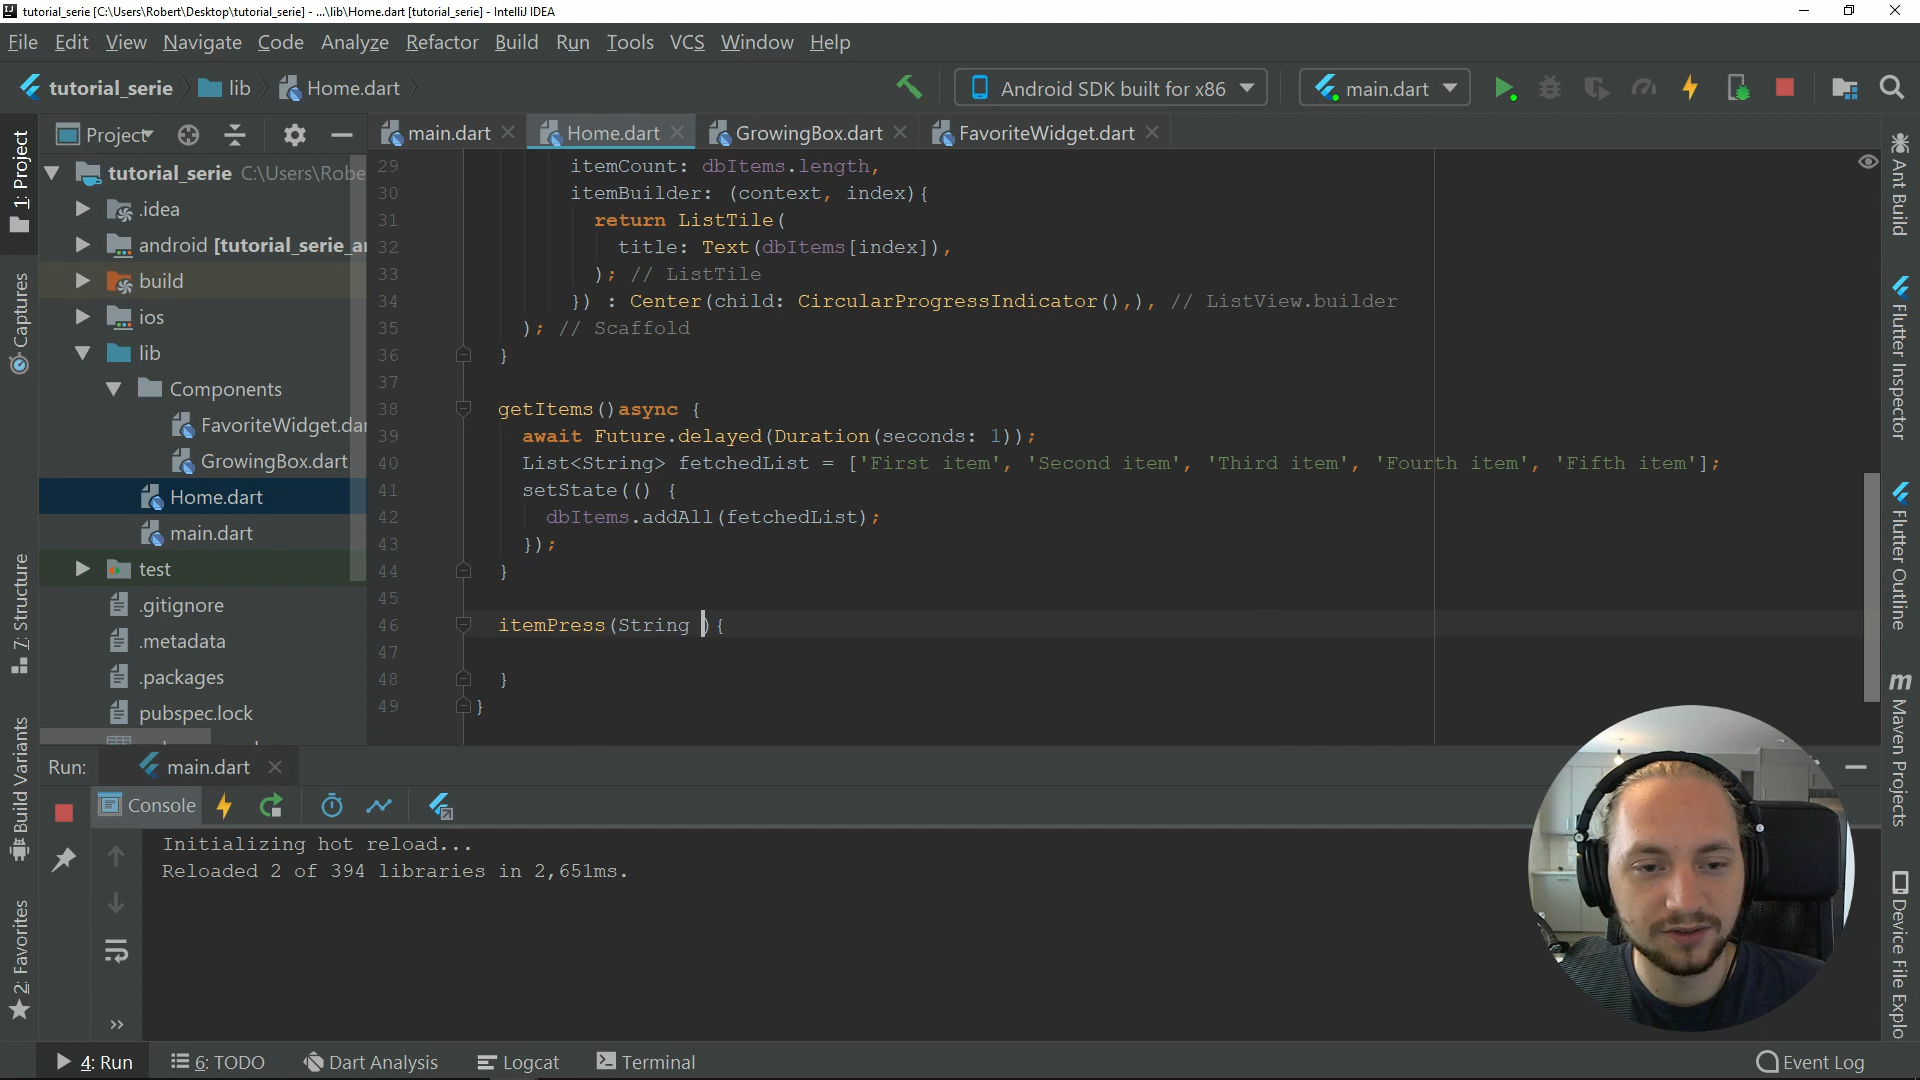 tutorial_serie [C:\Users\Robert\Desktop\tutorial_serie] - ...\lib\Home.dart [tutorial_serie] - IntelliJ IDEA
File Edit View Navigate Code Analyze Refactor Build Run Tools VCS Window Help
tutorial_serie lib Home.dart Android SDK built for x86 main.dart
Project main.dart Home.dart GrowingBox.dart FavoriteWidget.dart
tutorial_serie C:\Users\Robe
.idea
android [tutorial_serie_a
build
ios
lib
Components
FavoriteWidget.da
GrowingBox.dart
Home.dart
main.dart
test
.gitignore
.metadata
.packages
pubspec.lock
1: Project
Captures
7: Structure
Build Variants
2: Favorites
29 itemCount: dbItems.length,
30 itemBuilder: (context, index){
31 return ListTile(
32 title: Text(dbItems[index]),
33 ); // ListTile
34 }) : Center(child: CircularProgressIndicator(),), // ListView.builder
35 ); // Scaffold
36 }
37
38 getItems()async {
39 await Future.delayed(Duration(seconds: 1));
40 List<String> fetchedList = ['First item', 'Second item', 'Third item', 'Fourth item', 'Fifth item'];
41 setState(() {
42 dbItems.addAll(fetchedList);
43 });
44 }
45
46 itemPress(String ){
47
48 }
49 }
Ant Build
Flutter Inspector
Flutter Outline
Maven Projects
Device File Explo
Run: main.dart
Console
Initializing hot reload...
Reloaded 2 of 394 libraries in 2,651ms.
4: Run 6: TODO Dart Analysis Logcat Terminal Event Log